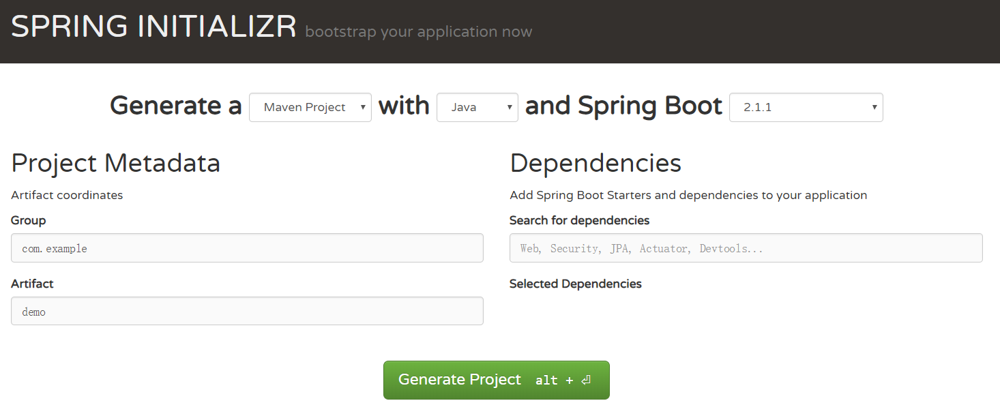 SPRING INITIALIZR bootstrap your application now
Generate a Maven Project with Java and Spring Boot 2.1.1
Project Metadata
Artifact coordinates
Group
com.example
Artifact
demo
Dependencies
Add Spring Boot Starters and dependencies to your application
Search for dependencies
Web, Security, JPA, Actuator, Devtools...
Selected Dependencies
Generate Project alt + ⏎